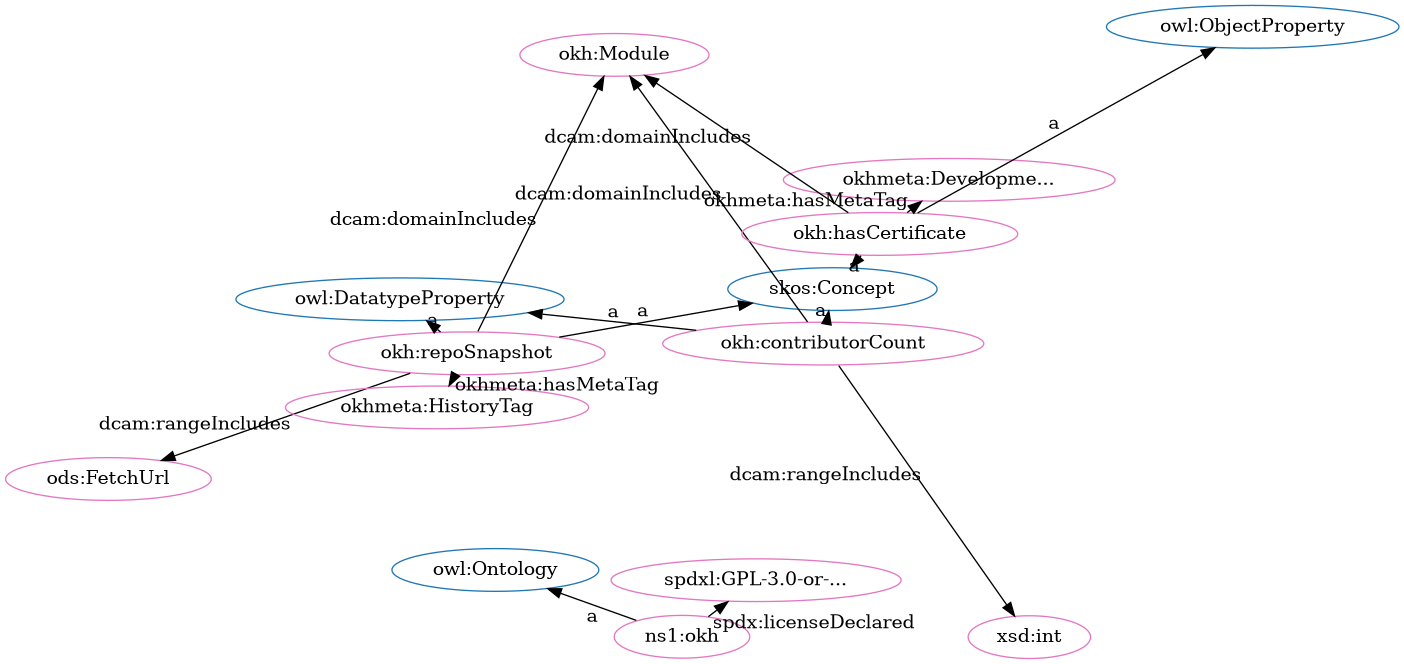 owl:ObjectProperty
okh:Module
a
dcam:domainIncludes
okhmeta:Developme...
dcam:domainIncludes
okhmeta:hasMetaTag
dcam:domainIncludes
okh:hasCertificate
a
skos:Concept
owl:DatatypeProperty
a
a
a
a
okh:contributorCount
okh:repoSnapshot
okhmeta:hasMetaTag
okhmeta:HistoryTag
dcam:rangeIncludes
dcam:rangeIncludes
ods:FetchUrl
owl:Ontology
spdxl:GPL-3.0-or-...
a
spdx:licenseDeclared
ns1:okh
xsd:int